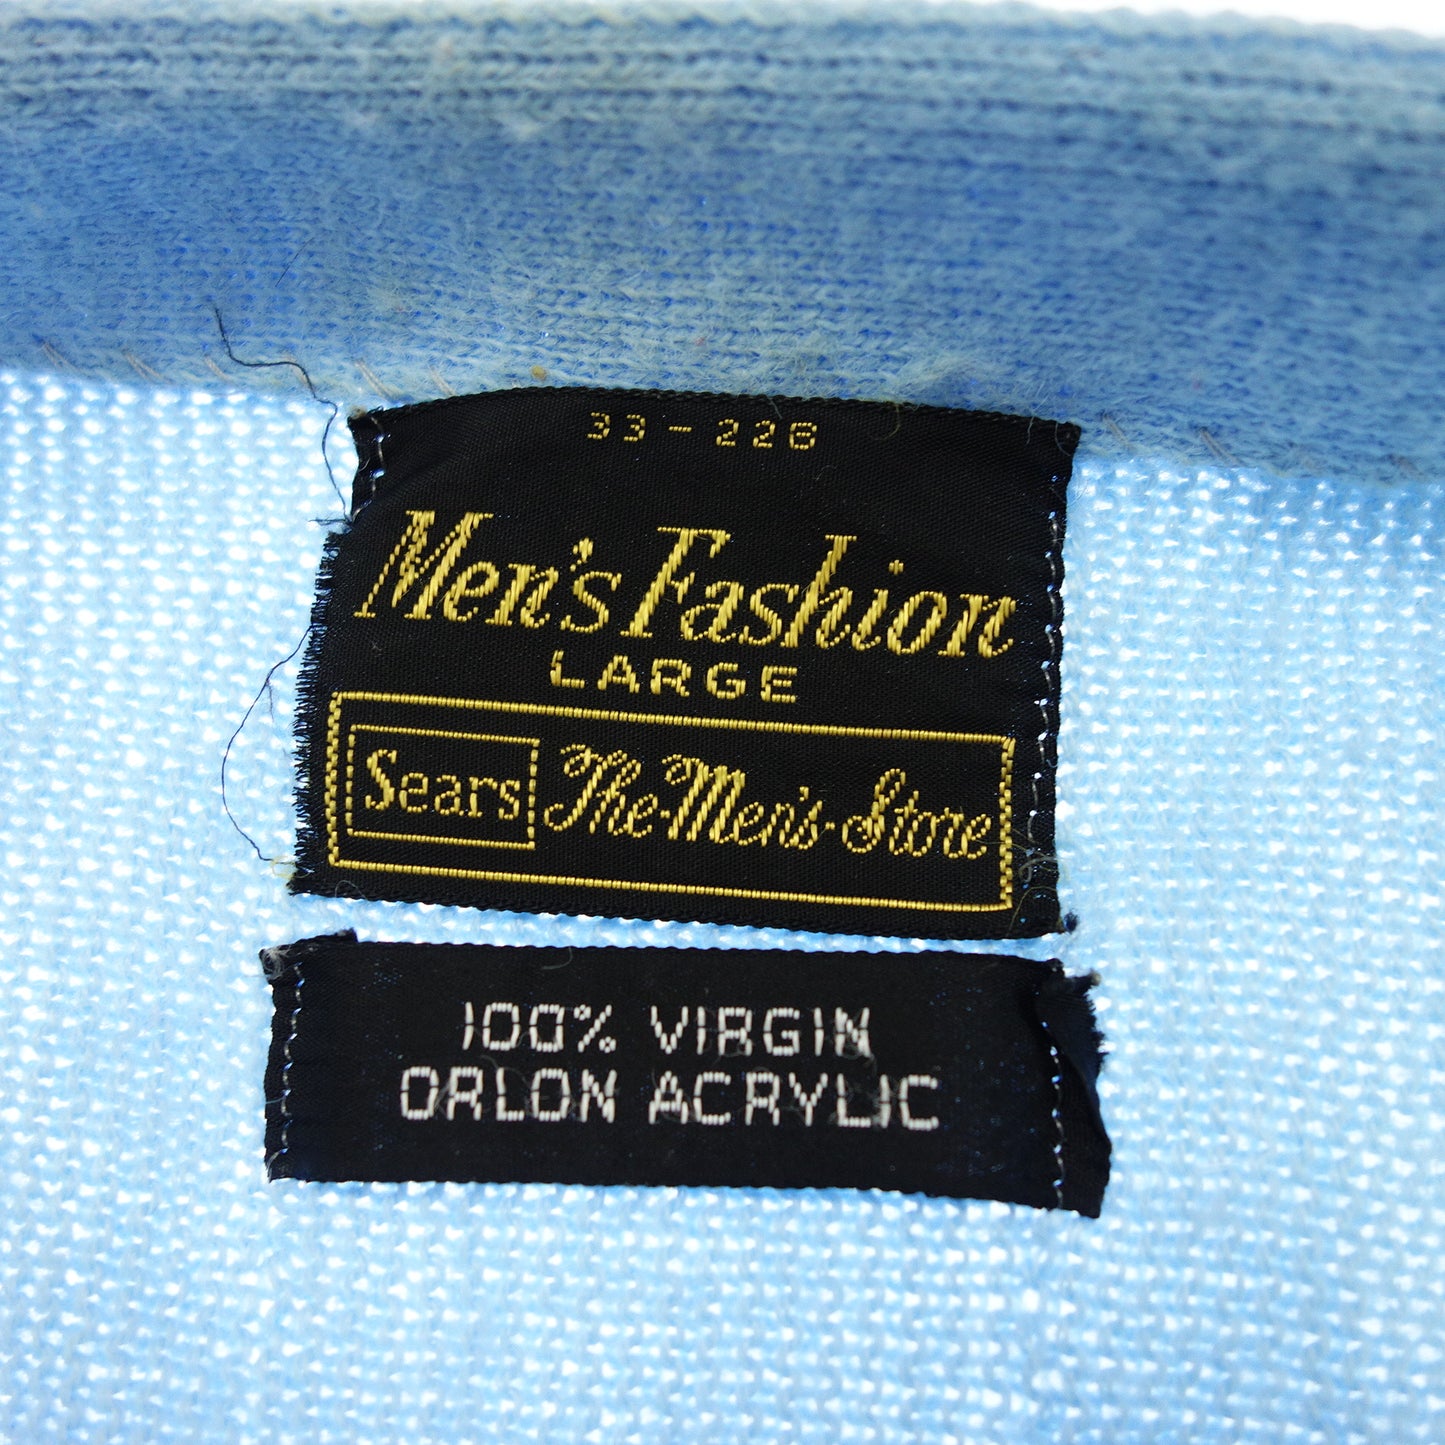 33-226
Men's Fashion
LARGE
Sears The Men's Store
100% VIRGIN
ORLON ACRYLIC